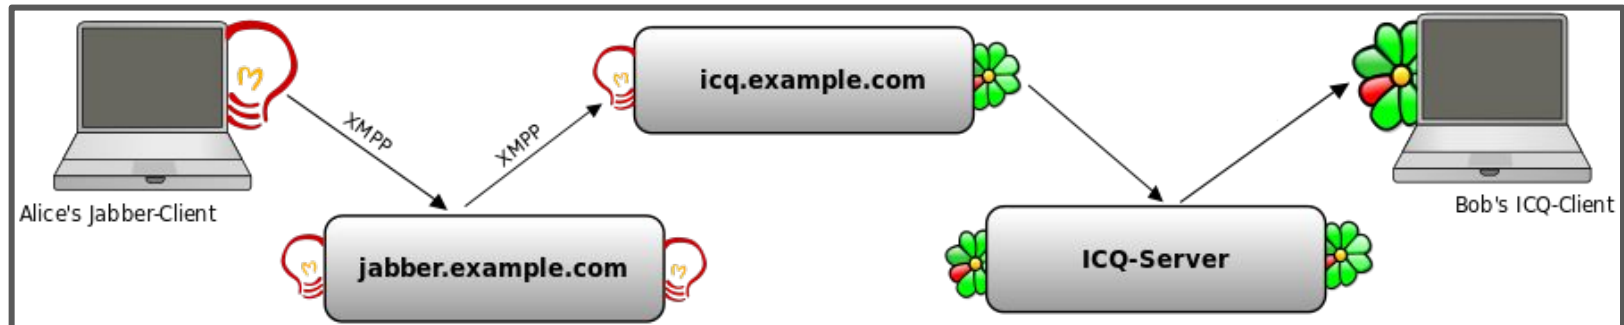 icq.example.com
XMPP
XMPP
Alice's Jabber-Client
Bob's ICQ-Client
jabber.example.com
ICQ-Server